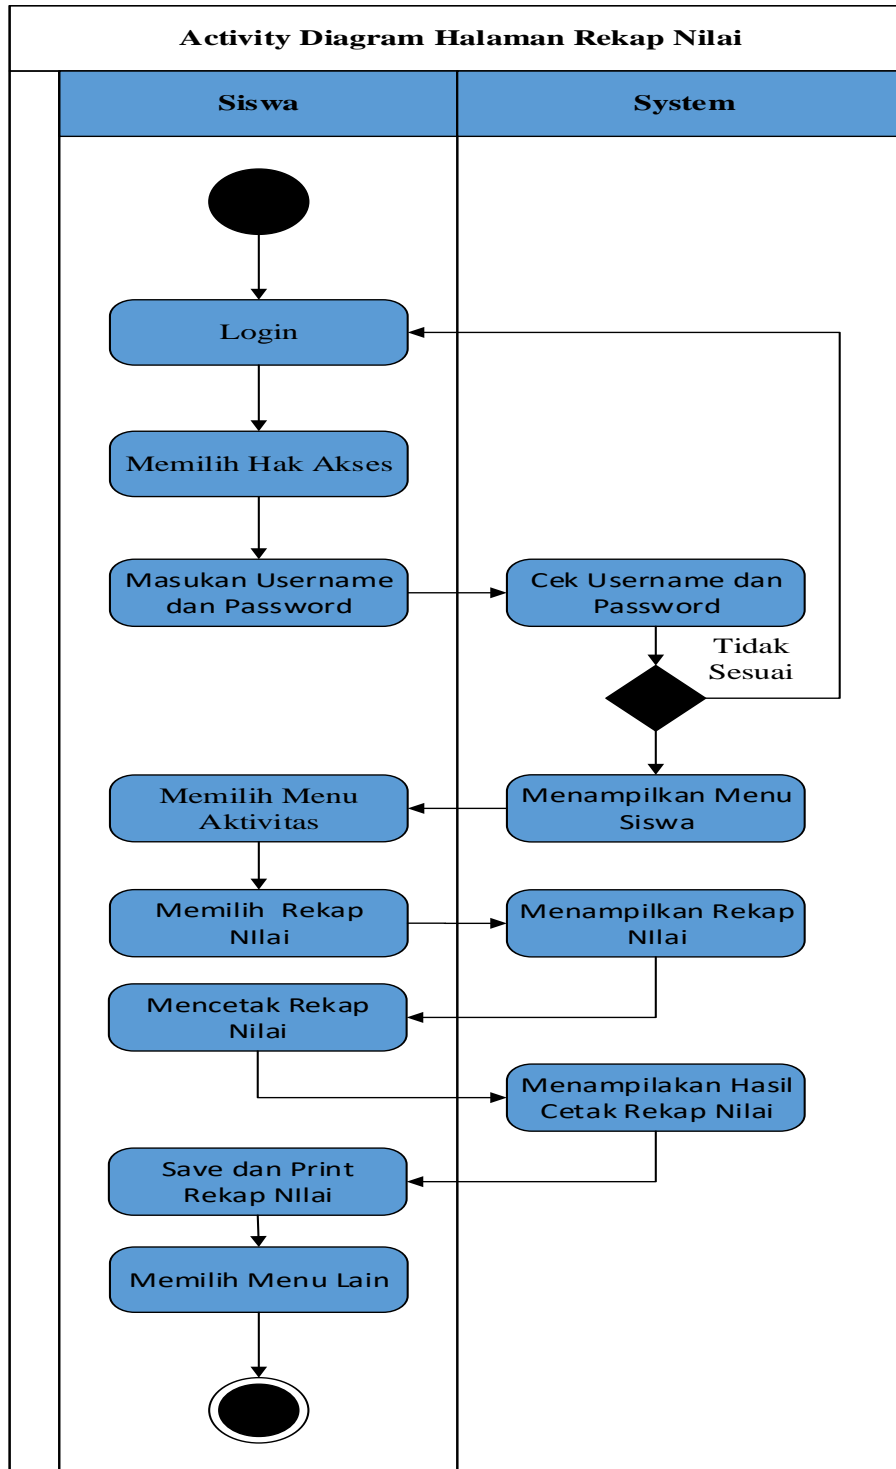 Activity Diagram Halaman Rekap Nilai
Siswa
System
Login
Memilih Hak Akses
Masukan Username
dan Password
Cek Username dan
Password
Tidak
Sesuai
Menampilkan Menu
Siswa
Memilih Menu
Aktivitas
Memilih Rekap
NIlai
Menampilkan Rekap
NIlai
Mencetak Rekap
Nilai
Menampilakan Hasil
Cetak Rekap Nilai
Save dan Print
Rekap NIlai
Memilih Menu Lain